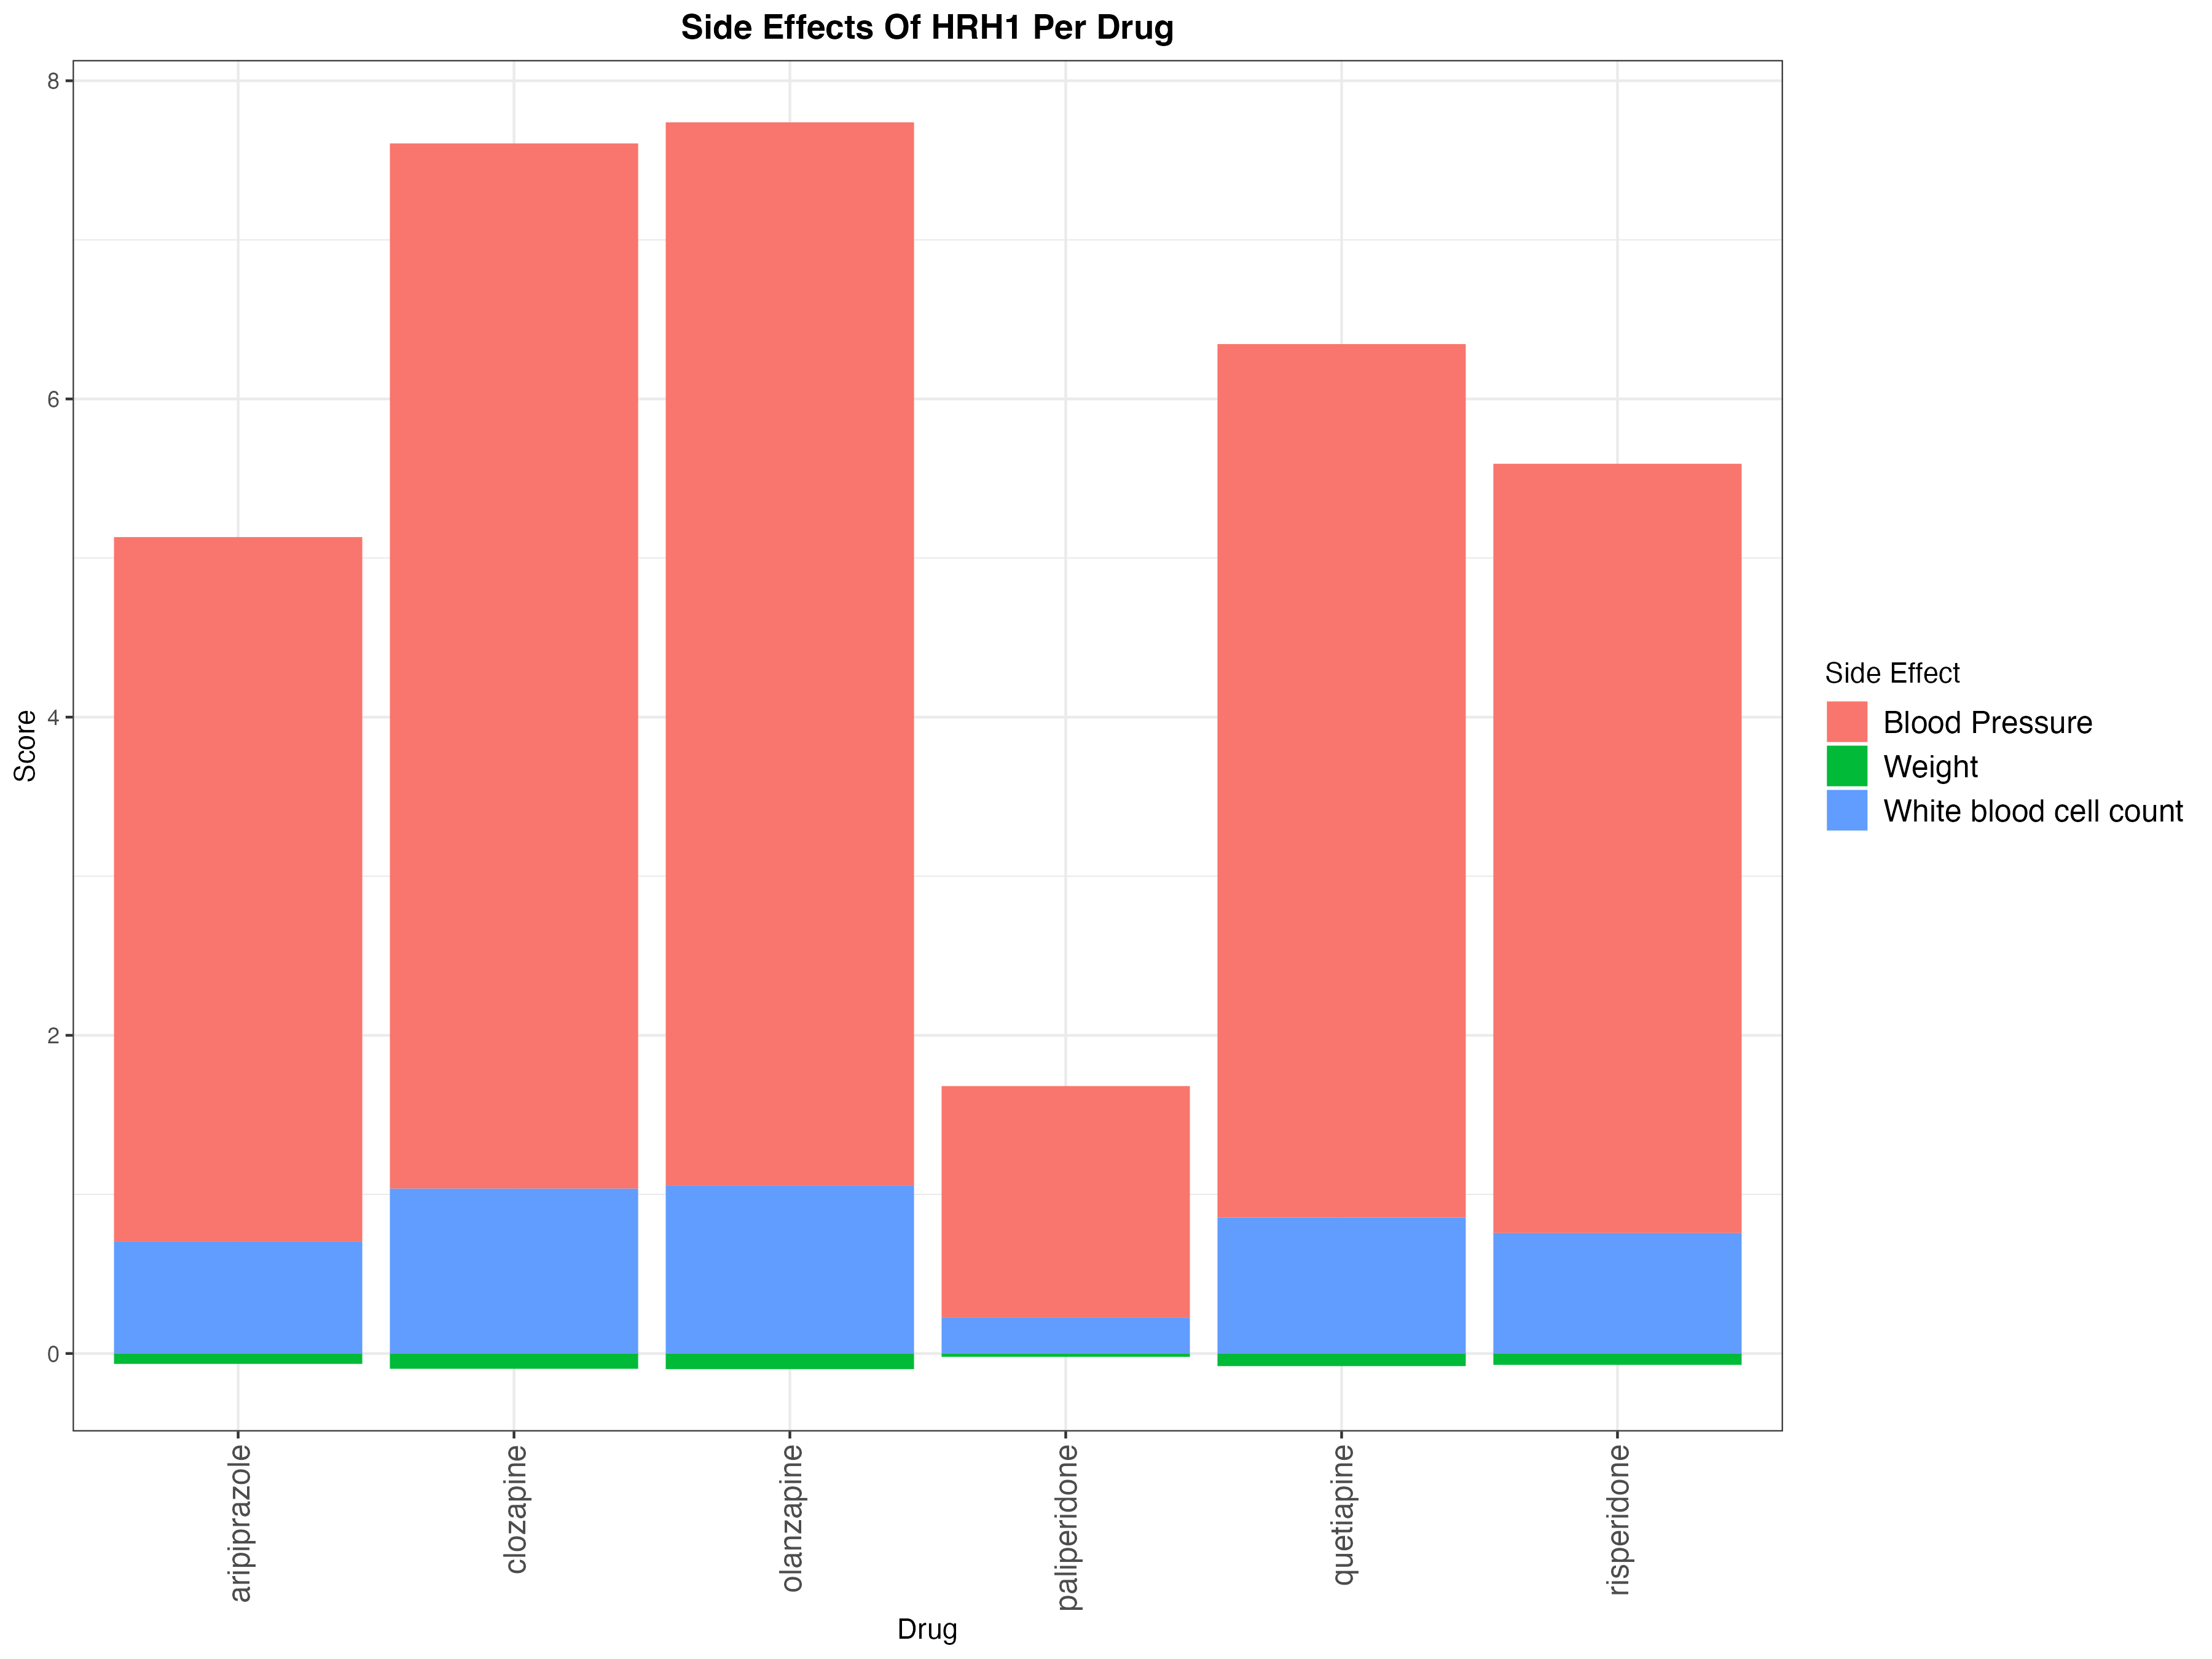 Side Effects Of HRH1 Per Drug
8
6
4
2
0
Score
aripiprazole
clozapine
olanzapine
paliperidone
quetiapine
risperidone
Drug
Side Effect
Blood Pressure
Weight
White blood cell count